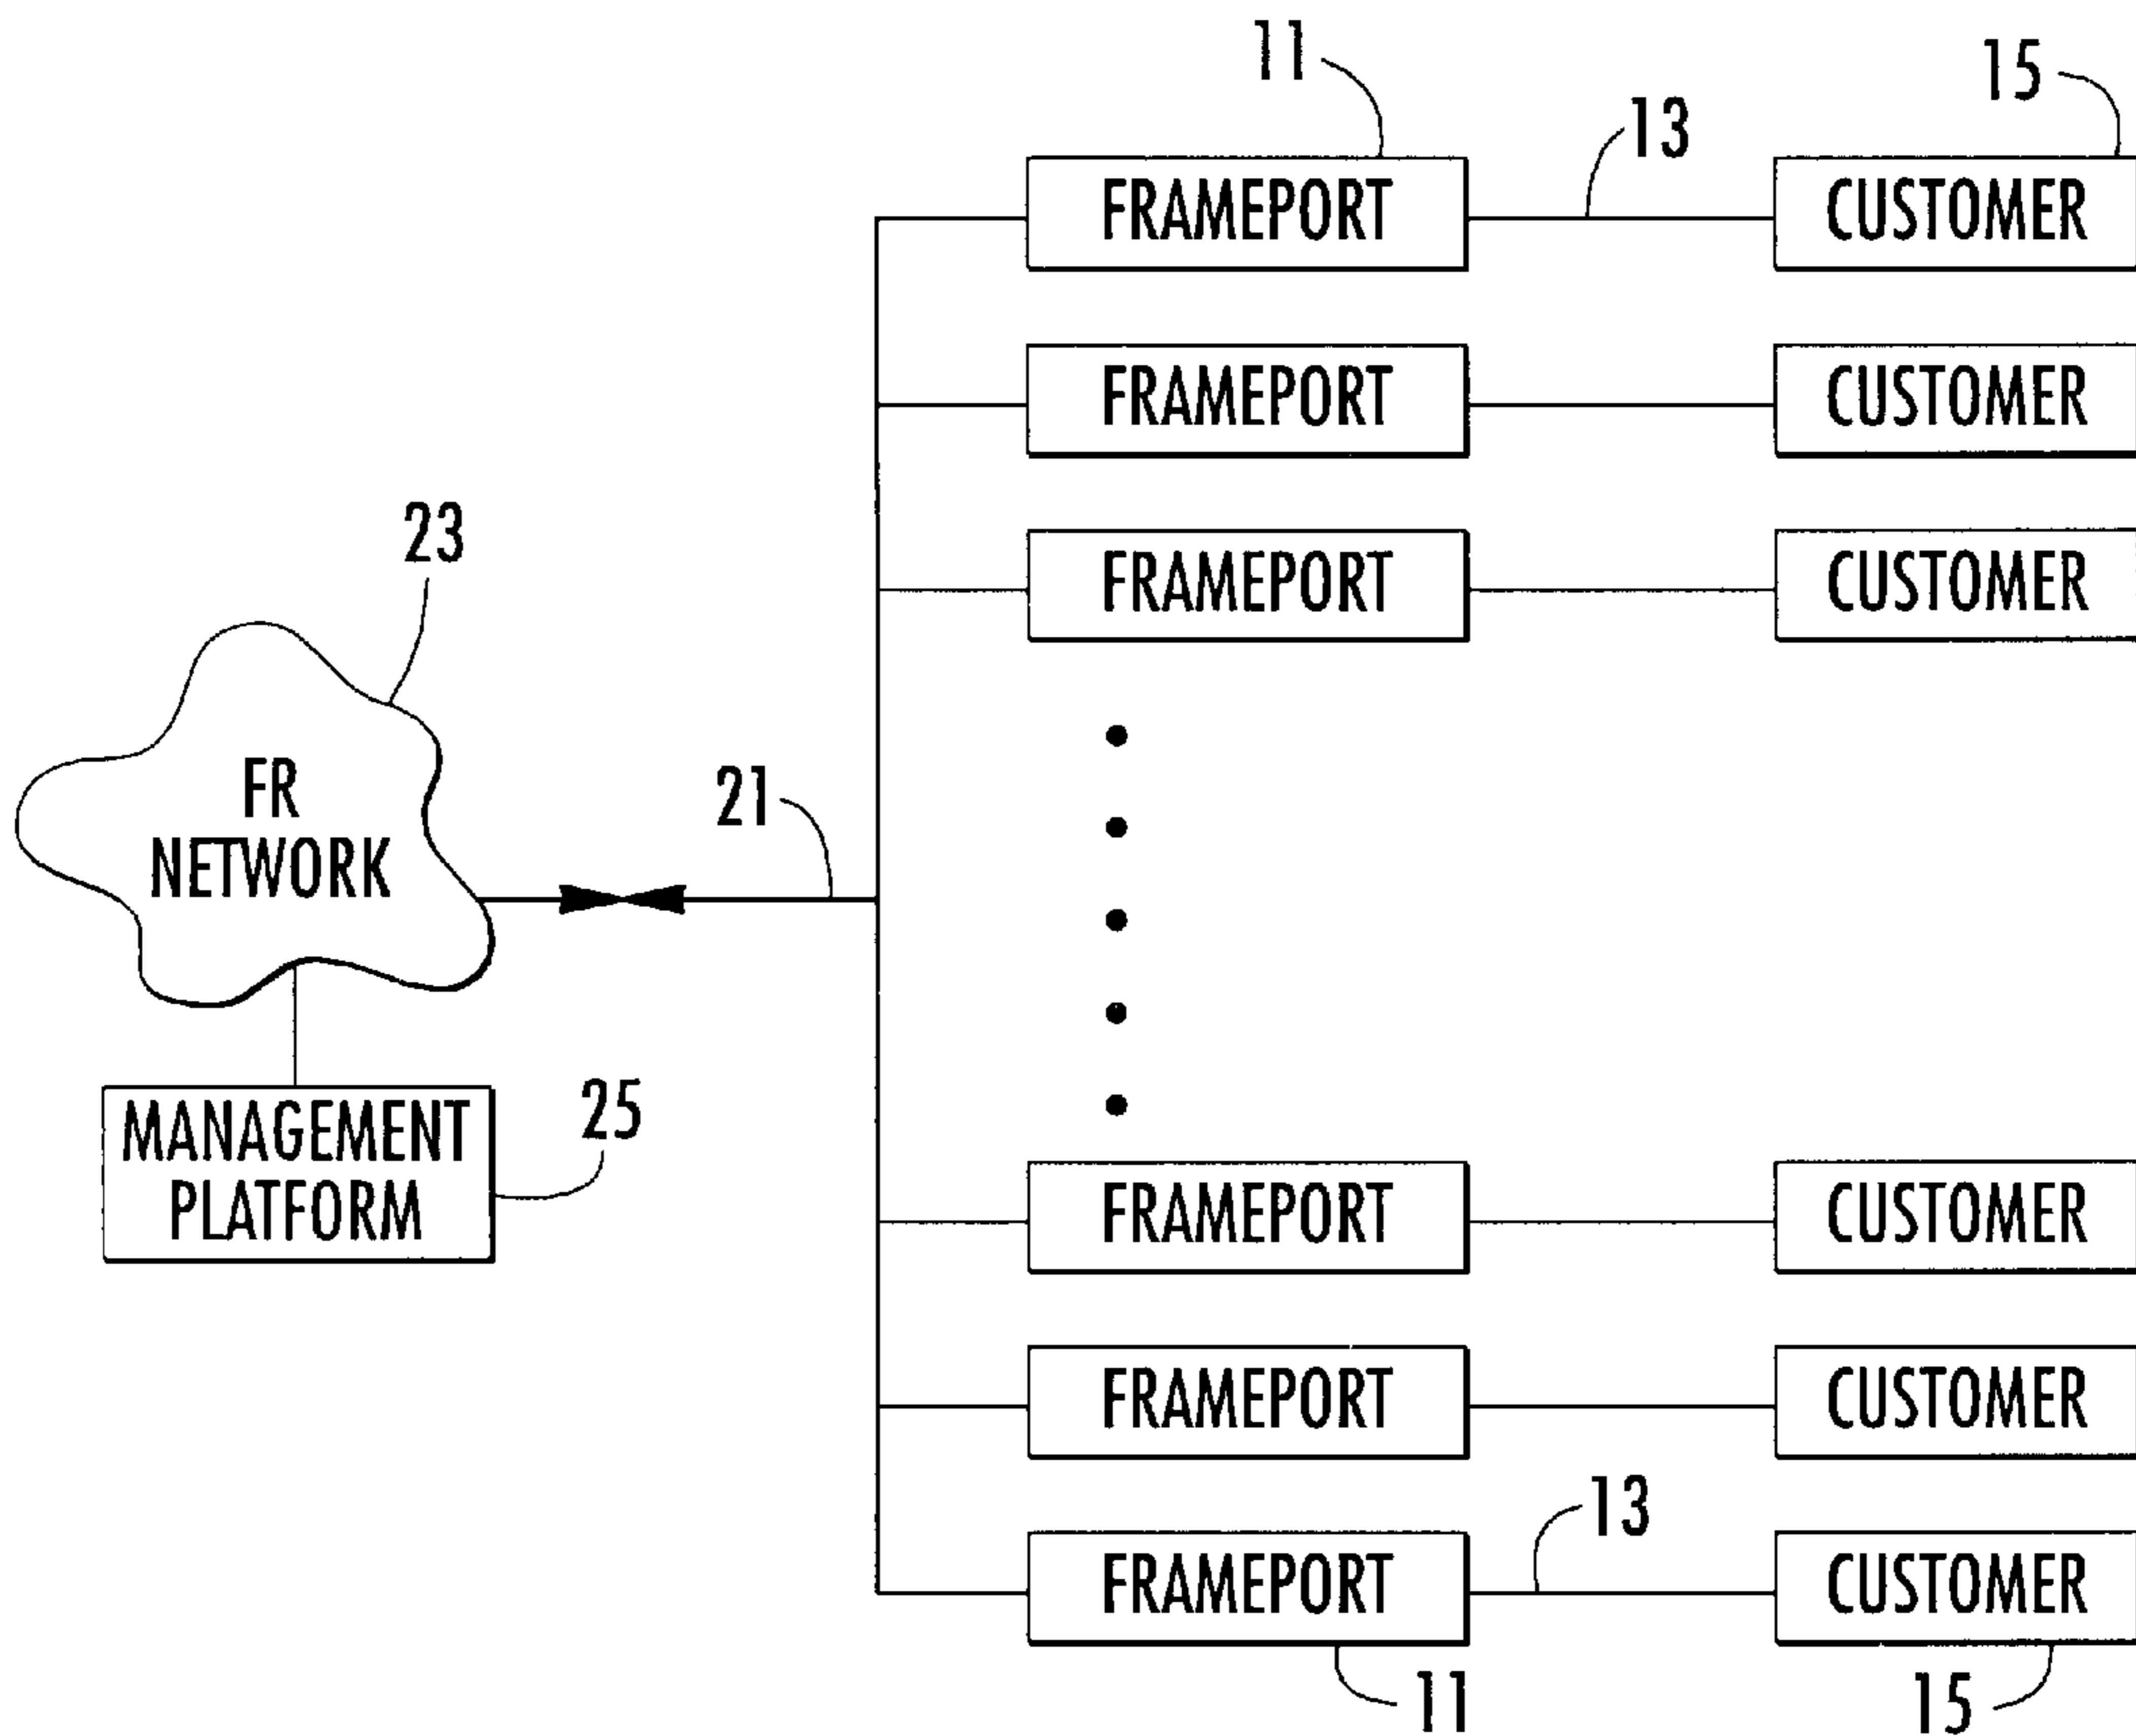 11
15
13
FRAMEPORT
CUSTOMER
FRAMEPORT
CUSTOMER
23
FRAMEPORT
CUSTOMER
FR
NETWORK
21
MANAGEMENT
PLATFORM
25
FRAMEPORT
CUSTOMER
FRAMEPORT
CUSTOMER
13
FRAMEPORT
CUSTOMER
11
15